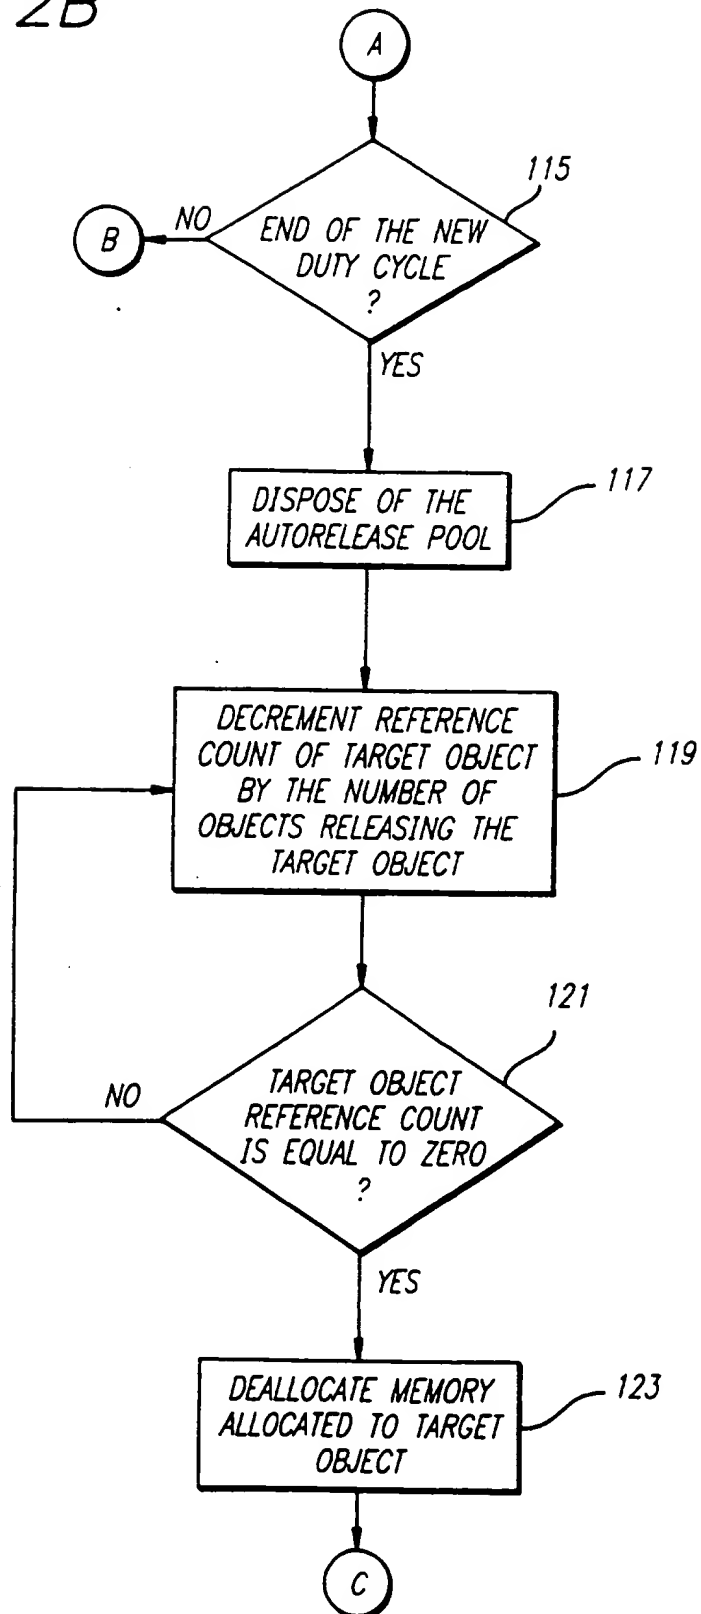 2B
A
115
END OF THE NEW
DUTY CYCLE
?
NO
B
YES
117
DISPOSE OF THE
AUTORELEASE POOL
DECREMENT REFERENCE
COUNT OF TARGET OBJECT
BY THE NUMBER OF
OBJECTS RELEASING THE
TARGET OBJECT
119
121
TARGET OBJECT
REFERENCE COUNT
IS EQUAL TO ZERO
?
NO
YES
DEALLOCATE MEMORY
ALLOCATED TO TARGET
OBJECT
123
C